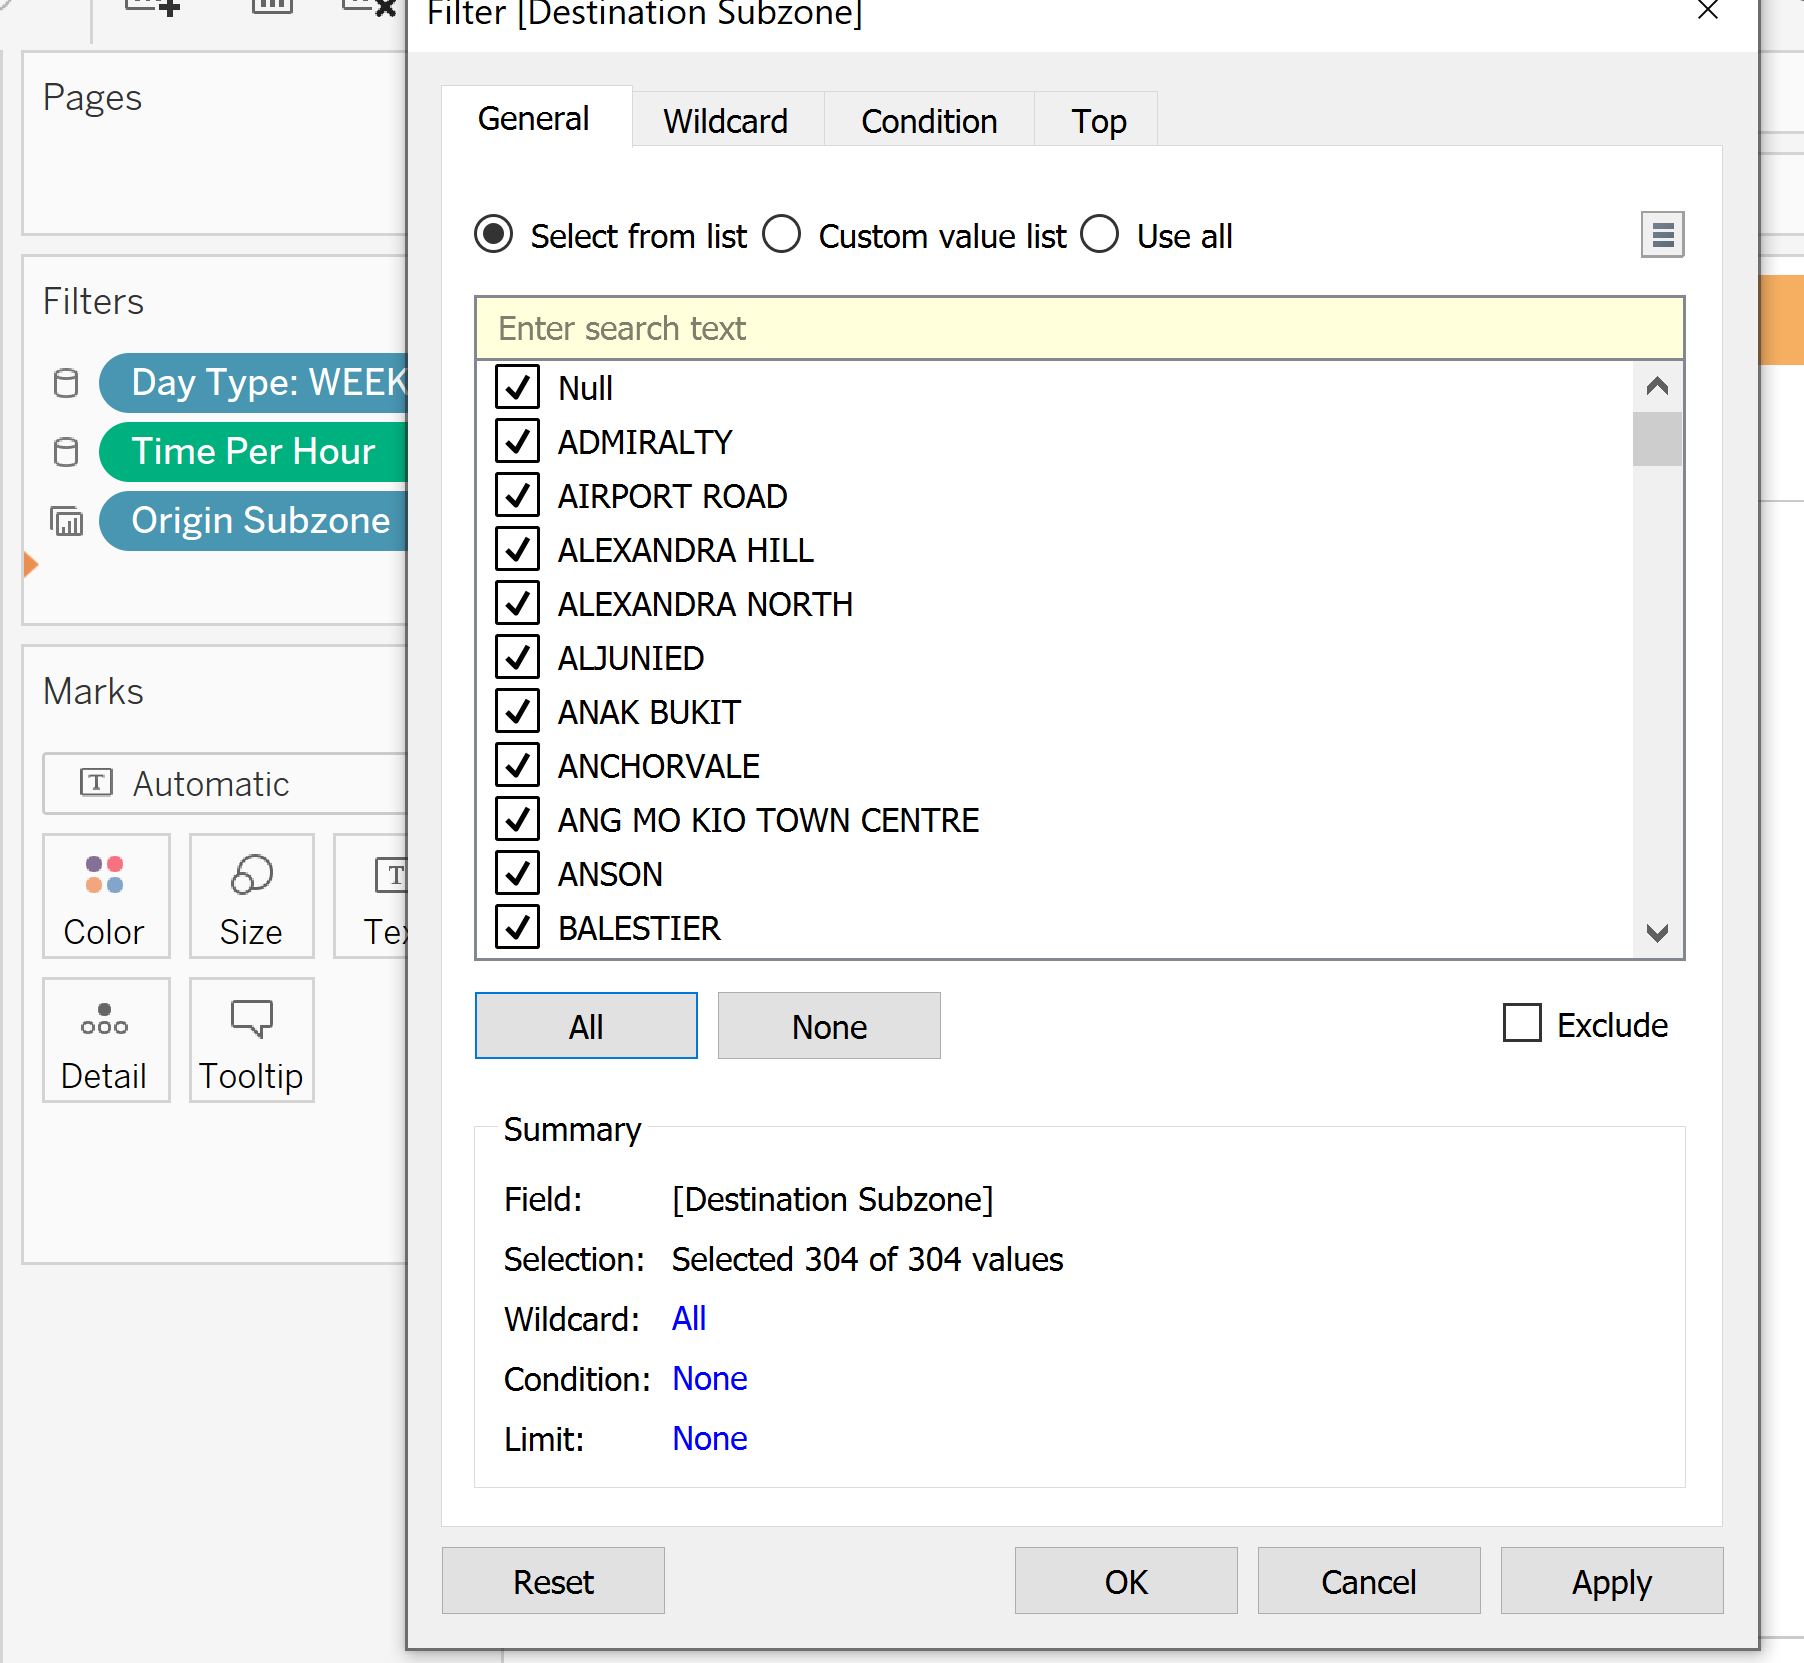 Filter [Destination Subzone]
Pages
Filters
Day Type: WEEK
Time Per Hour
Origin Subzone
Marks
Automatic
Color
Size
Tex
Detail
Tooltip
General
Wildcard
Condition
Top
Select from list
Custom value list
Use all
Enter search text
Null
ADMIRALTY
AIRPORT ROAD
ALEXANDRA HILL
ALEXANDRA NORTH
ALJUNIED
ANAK BUKIT
ANCHORVALE
ANG MO KIO TOWN CENTRE
ANSON
BALESTIER
All
None
Exclude
Summary
Field: [Destination Subzone]
Selection: Selected 304 of 304 values
Wildcard: All
Condition: None
Limit: None
Reset
OK
Cancel
Apply